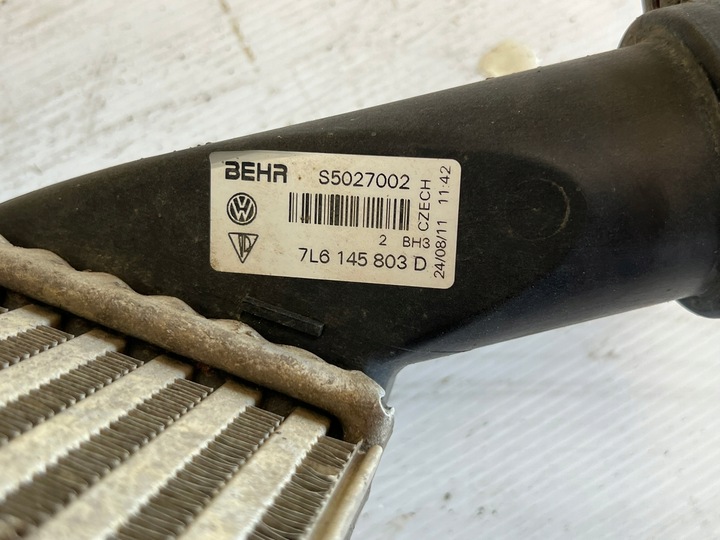 BEHR S5027002
2 BH3
7L6 145 803 D
CZECH
24/08/11 11:42